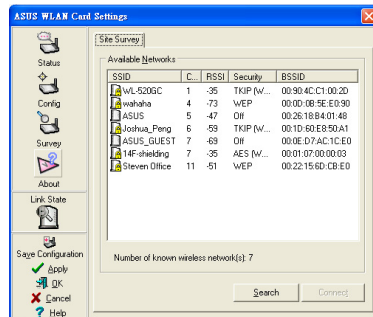 ASUS WLAN Card Settings
Status
Config
Survey
About
Link State
Save Configuration
Apply
OK
Cancel
Help
Site Survey
Available Networks
SSID C... RSSI Security BSSID
WL-520GC 1 -35 TKIP (W... 00:90:4C:C1:00:2D
wahaha 4 -73 WEP 00:0D:0B:5E:E0:90
ASUS 5 -47 Off 00:26:18:B4:01:48
Joshua_Peng 6 -59 TKIP (W... 00:1D:60:E8:50:A1
ASUS_GUEST 7 -69 Off 00:0E:D7:AC:1C:E0
14F-shielding 7 -35 AES (W... 00:01:07:00:00:03
Steven Office 11 -51 WEP 00:22:15:6D:CB:E0
Number of known wireless network(s): 7
Search Connect